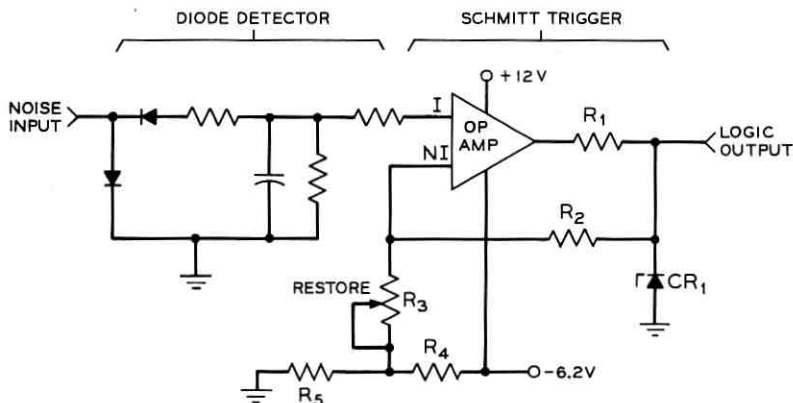 DIODE DETECTOR
SCHMITT TRIGGER
+12V
NOISE
INPUT
I
OP
AMP
NI
R1
LOGIC
OUTPUT
R2
RESTORE
R3
CR1
R4
R5
-6.2V